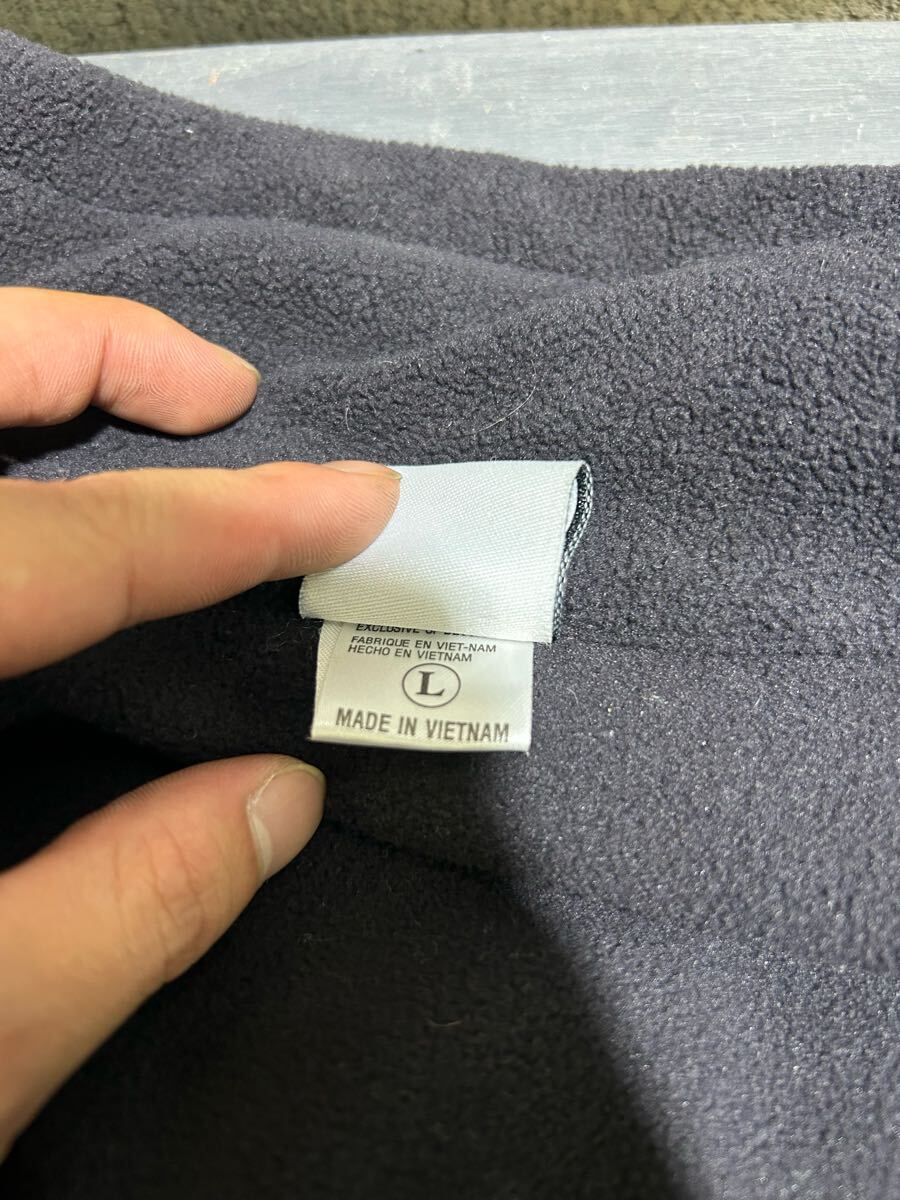 EXCLUSIVE OF
FABRIQUE EN VIET-NAM
HECHO EN VIETNAM
L
MADE IN VIETNAM